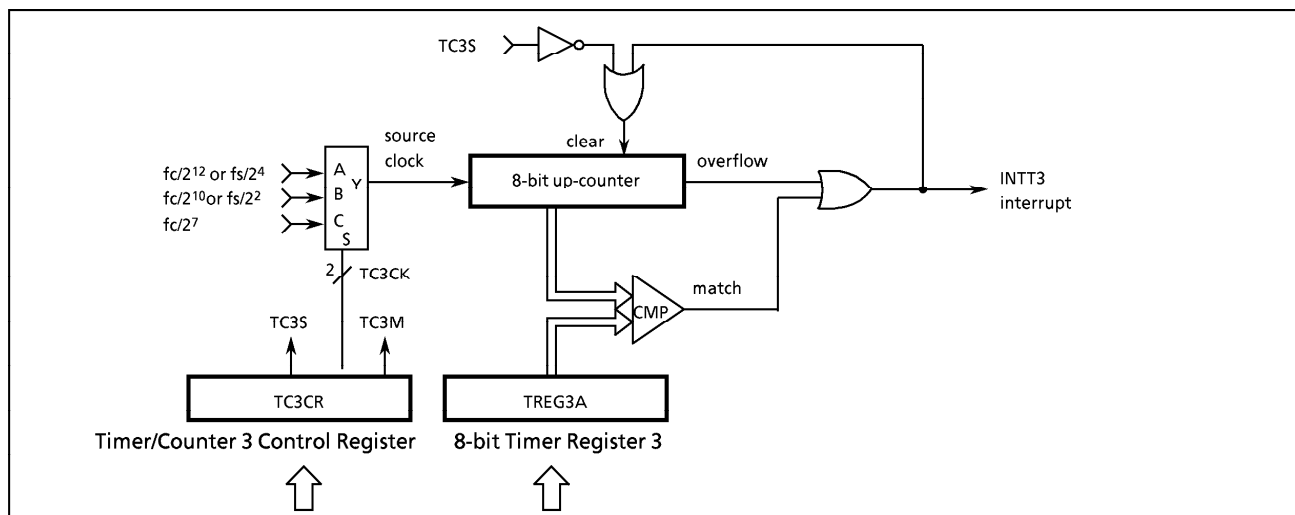 TC3S
clear
source
clock
fc/2¹² or fs/2⁴
fc/2¹⁰or fs/2²
fc/2⁷
A
B
C
Y
S
8-bit up-counter
overflow
INTT3
interrupt
2
TC3CK
CMP
match
TC3S
TC3M
TC3CR
TREG3A
Timer/Counter 3 Control Register
8-bit Timer Register 3